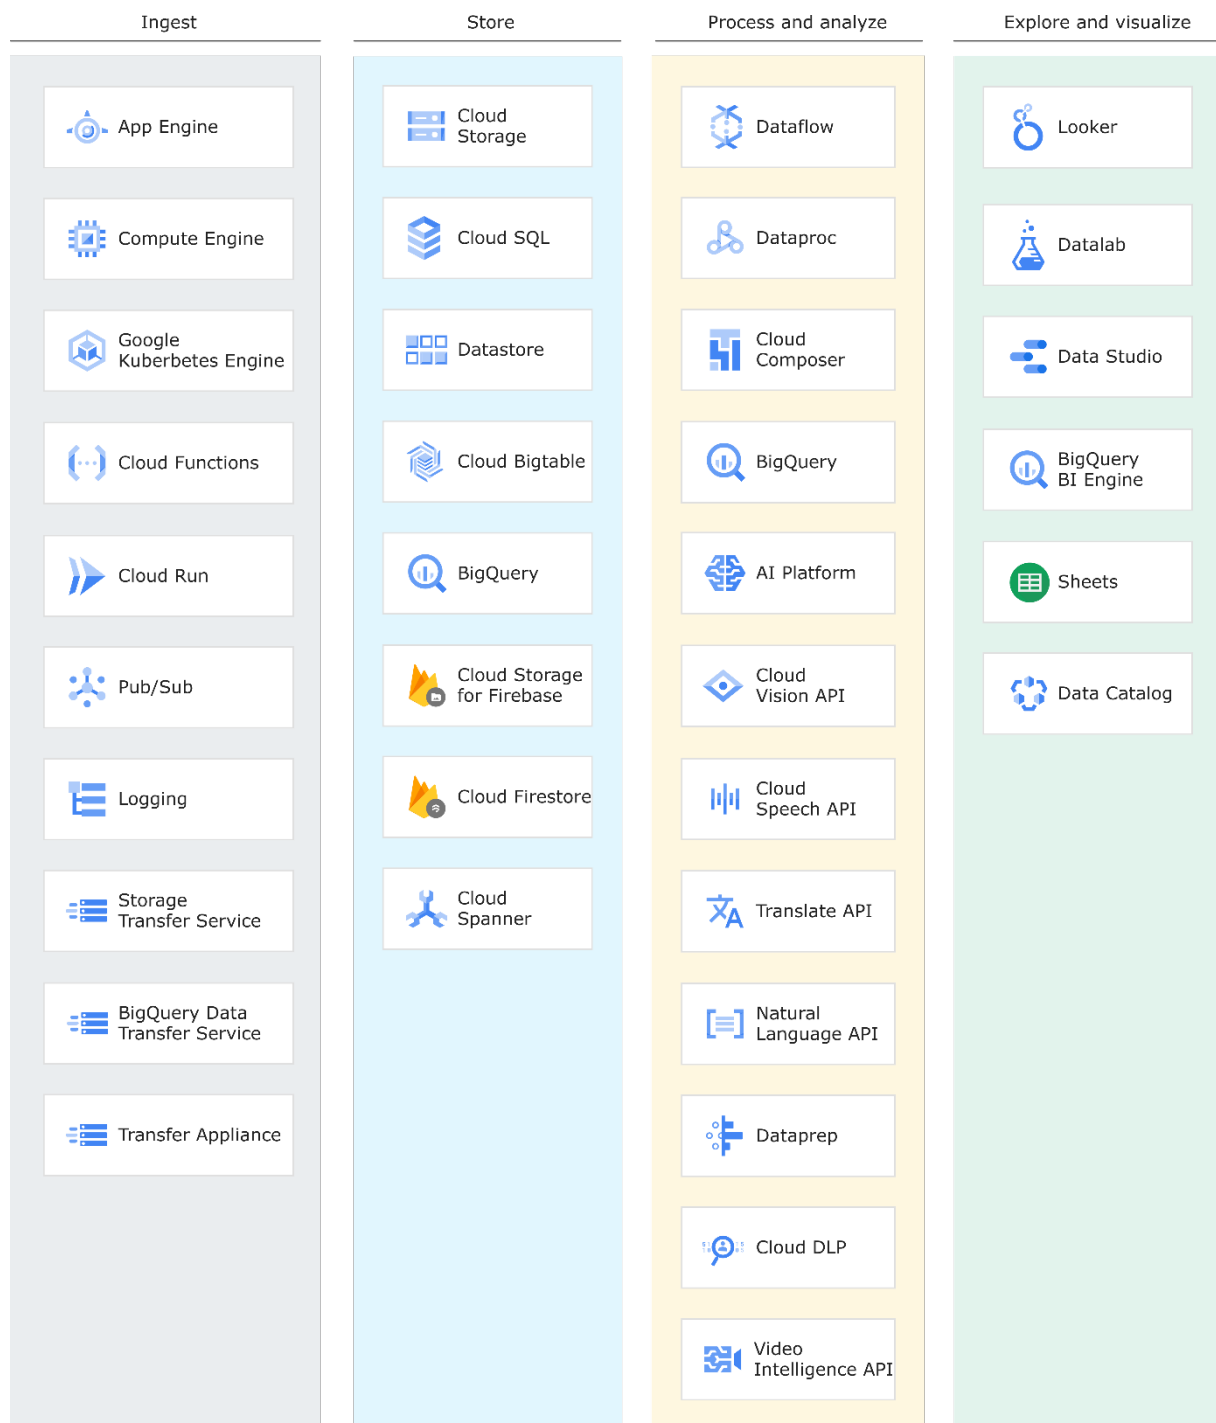 Ingest
Store
Process and analyze
Explore and visualize
App Engine
Compute Engine
Google
Kuberbetes Engine
Cloud Functions
Cloud Run
Pub/Sub
Logging
Storage
Transfer Service
BigQuery Data
Transfer Service
Transfer Appliance
Cloud
Storage
Cloud SQL
Datastore
Cloud Bigtable
BigQuery
Cloud Storage
for Firebase
Cloud Firestore
Cloud
Spanner
Dataflow
Dataproc
Cloud
Composer
BigQuery
AI Platform
Cloud
Vision API
Cloud
Speech API
Translate API
Natural
Language API
Dataprep
Cloud DLP
Video
Intelligence API
Looker
Datalab
Data Studio
BigQuery
BI Engine
Sheets
Data Catalog